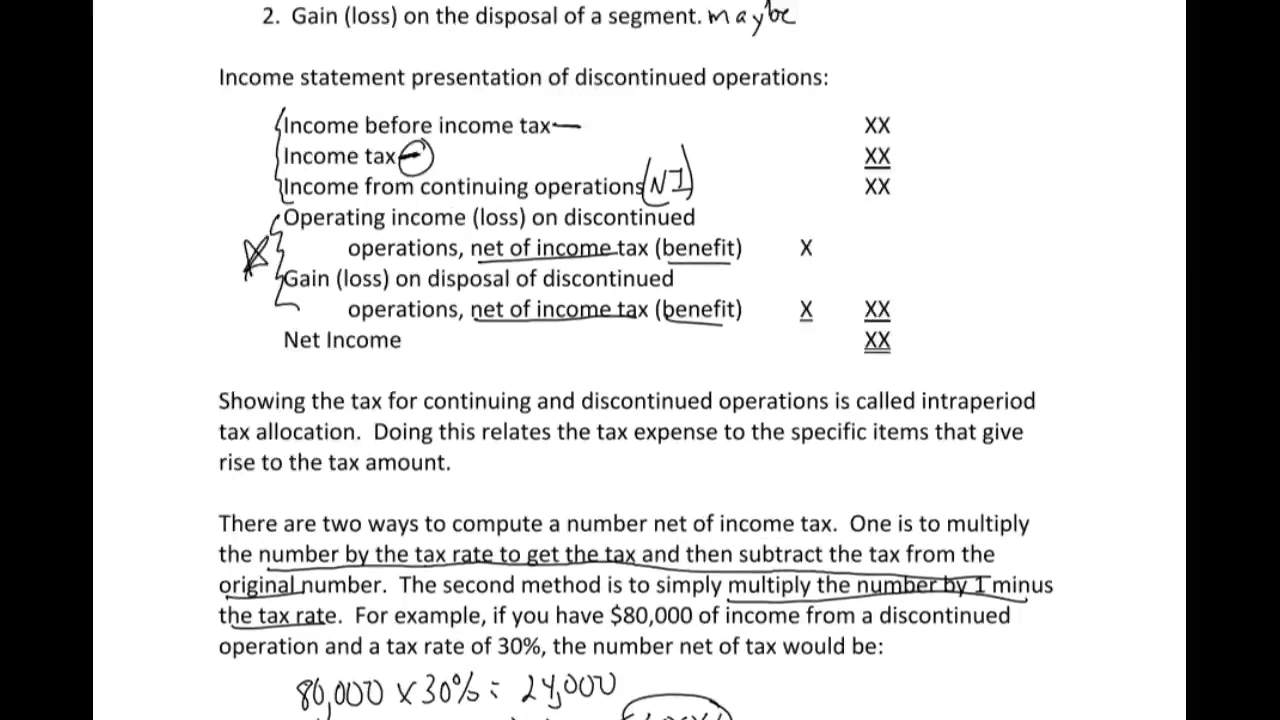 2. Gain (loss) on the disposal of a segment. maybe
Income statement presentation of discontinued operations:
Income before income tax XX
Income tax XX
Income from continuing operations (NI) XX
Operating income (loss) on discontinued
operations, net of income tax (benefit) X
Gain (loss) on disposal of discontinued
operations, net of income tax (benefit) X XX
Net Income XX
Showing the tax for continuing and discontinued operations is called intraperiod
tax allocation. Doing this relates the tax expense to the specific items that give
rise to the tax amount.
There are two ways to compute a number net of income tax. One is to multiply
the number by the tax rate to get the tax and then subtract the tax from the
original number. The second method is to simply multiply the number by 1 minus
the tax rate. For example, if you have $80,000 of income from a discontinued
operation and a tax rate of 30%, the number net of tax would be:
80,000 x 30% = 24,000